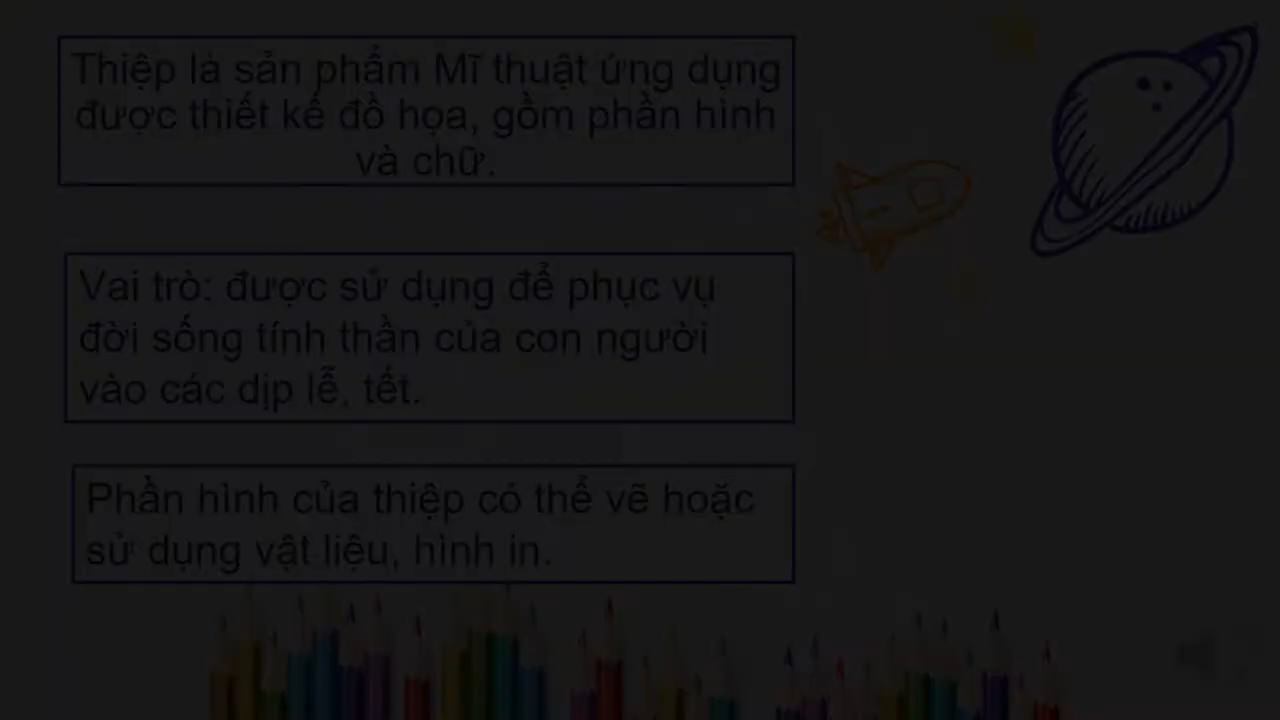 Thiệp là sản phẩm Mĩ thuật ứng dụng
được thiết kế đồ họa, gồm phần hình
và chữ.
Vai trò: được sử dụng để phục vụ
đời sống tính thần của con người
vào các dịp lễ, tết.
Phần hình của thiệp có thể vẽ hoặc
sử dụng vật liệu, hình in.